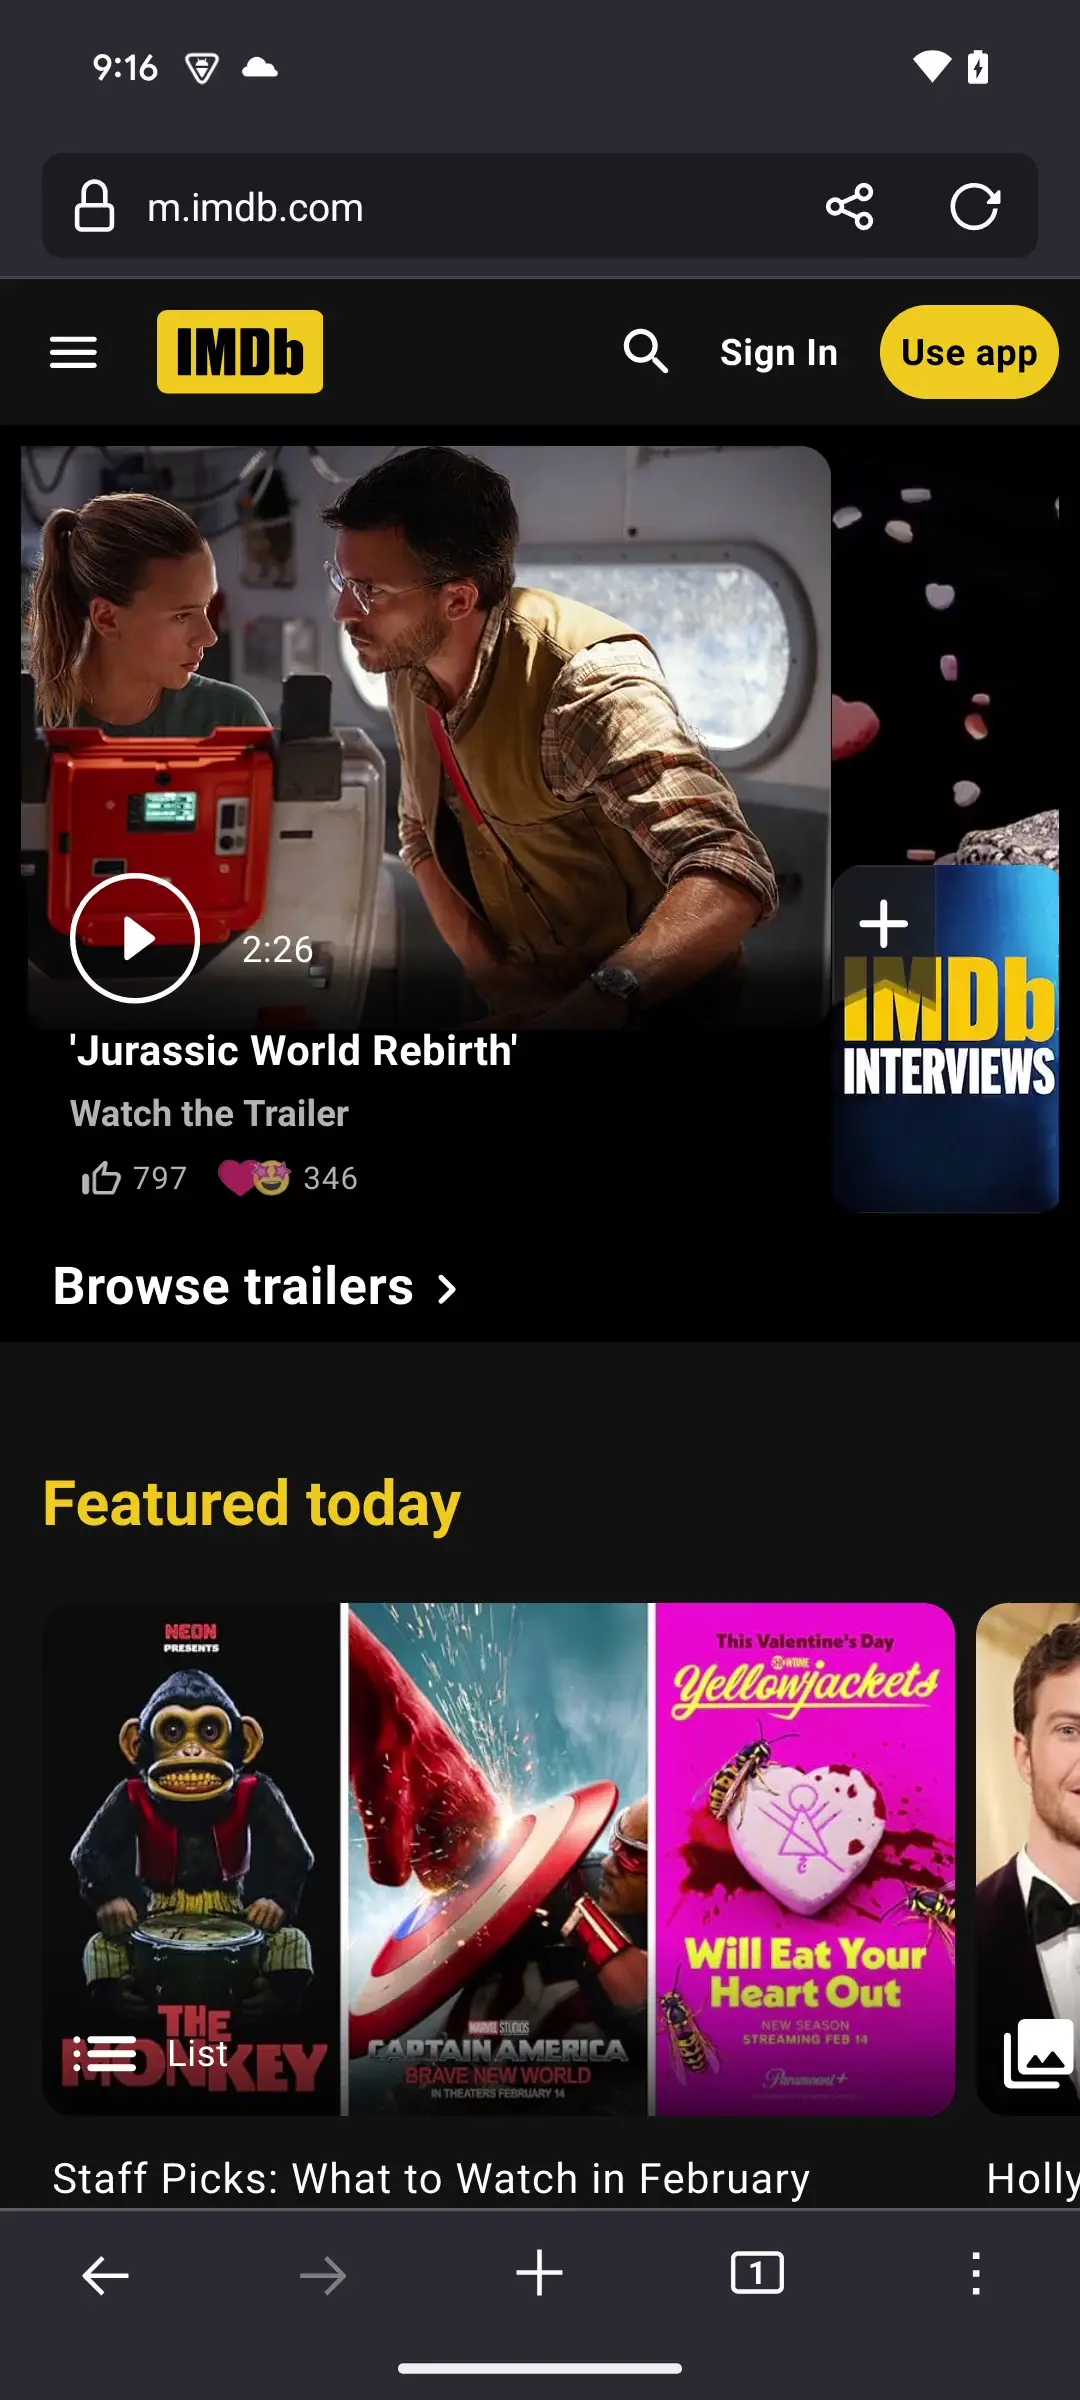 9:16
m.imdb.com
IMDb
Sign In
Use app
2:26
'Jurassic World Rebirth'
Watch the Trailer
797
346
IMDb
INTERVIEWS
Browse trailers
Featured today
NEON
PRESENTS
THE
MONKEY
List
MARVEL STUDIOS
CAPTAIN AMERICA
BRAVE NEW WORLD
IN THEATERS FEBRUARY 14
This Valentine's Day
SHOWTIME
Yellowjackets
Will Eat Your
Heart Out
NEW SEASON
STREAMING FEB 14
Paramount+
Staff Picks: What to Watch in February
Holly
1